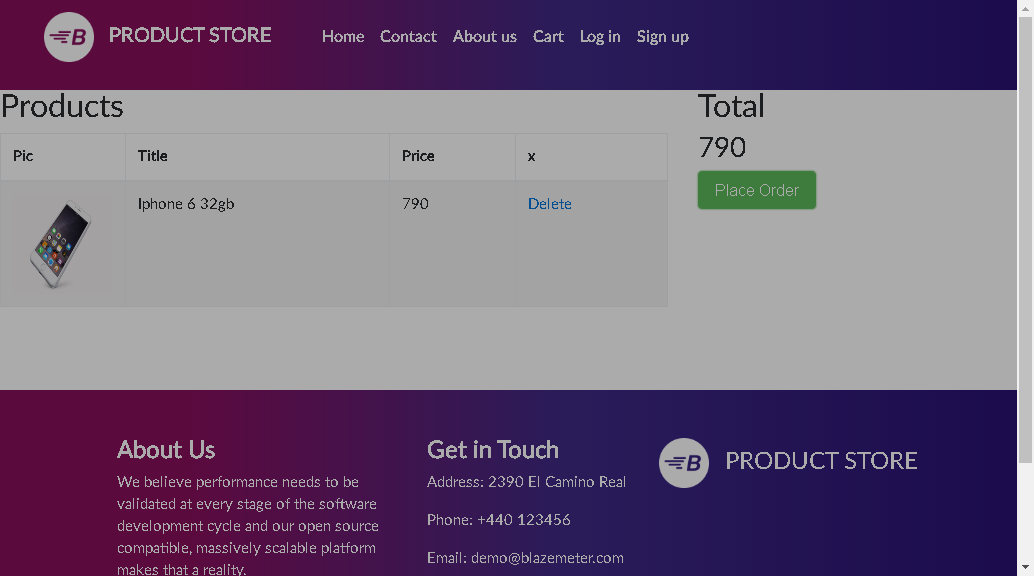 B PRODUCT STORE Home Contact About us Cart Log in Sign up
Products
Pic Title Price x
Iphone 6 32gb 790 Delete
Total
790
Place Order
About Us
We believe performance needs to be
validated at every stage of the software
development cycle and our open source
compatible, massively scalable platform
makes that a reality.
Get in Touch
Address: 2390 El Camino Real
Phone: +440 123456
Email: demo@blazemeter.com
B PRODUCT STORE